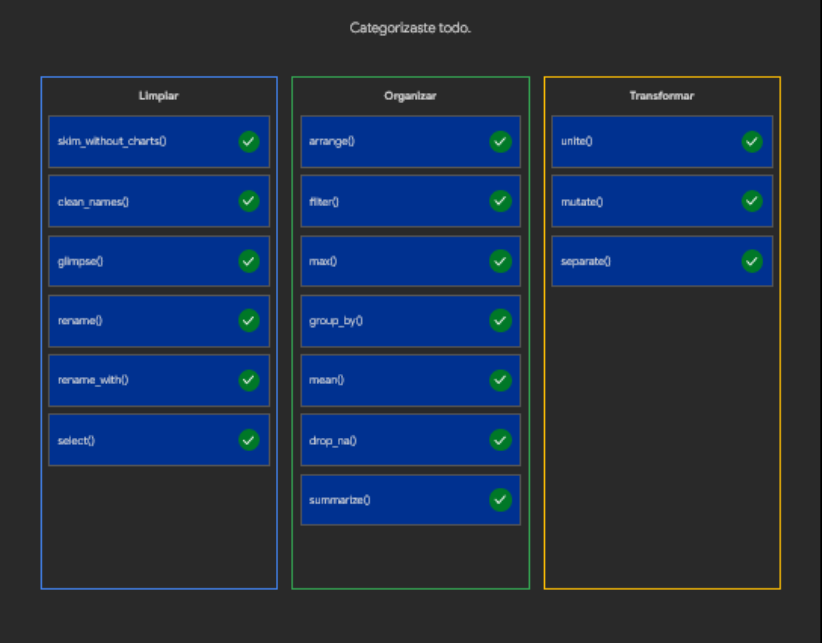 Categorizaste todo.
Limpiar
skim_without_charts()
clean_names()
glimpse()
rename()
rename_with()
select()
Organizar
arrange()
filter()
max()
group_by()
mean()
drop_na()
summarize()
Transformar
unite()
mutate()
separate()